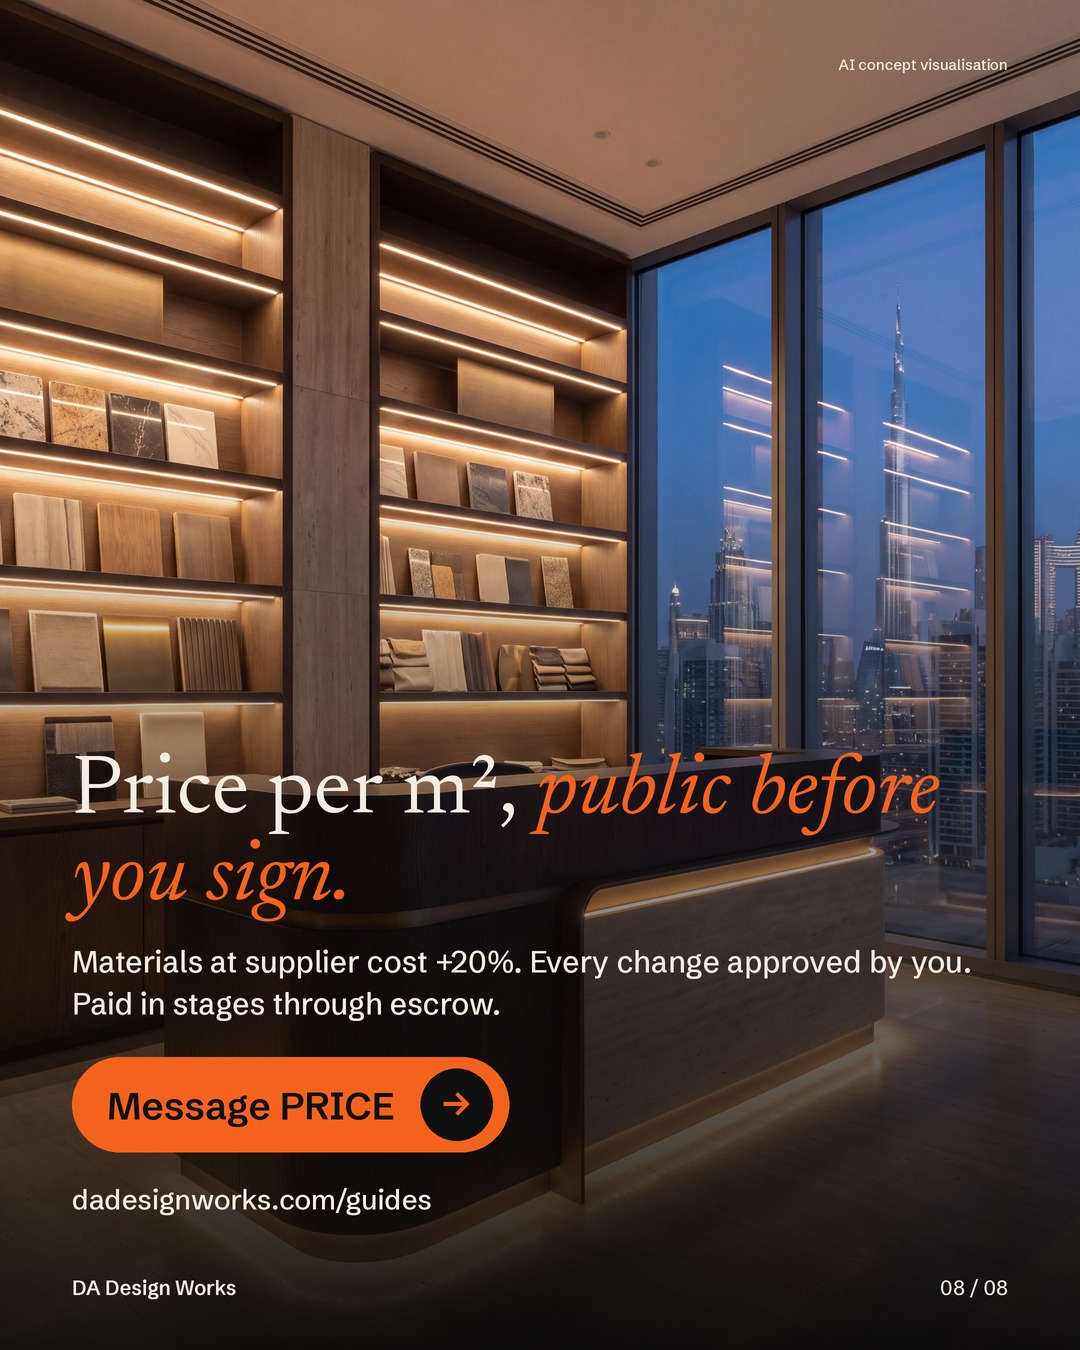 AI concept visualisation
Price per m², public before
you sign.
Materials at supplier cost +20%. Every change approved by you.
Paid in stages through escrow.
Message PRICE →
dadesignworks.com/guides
DA Design Works
08 / 08